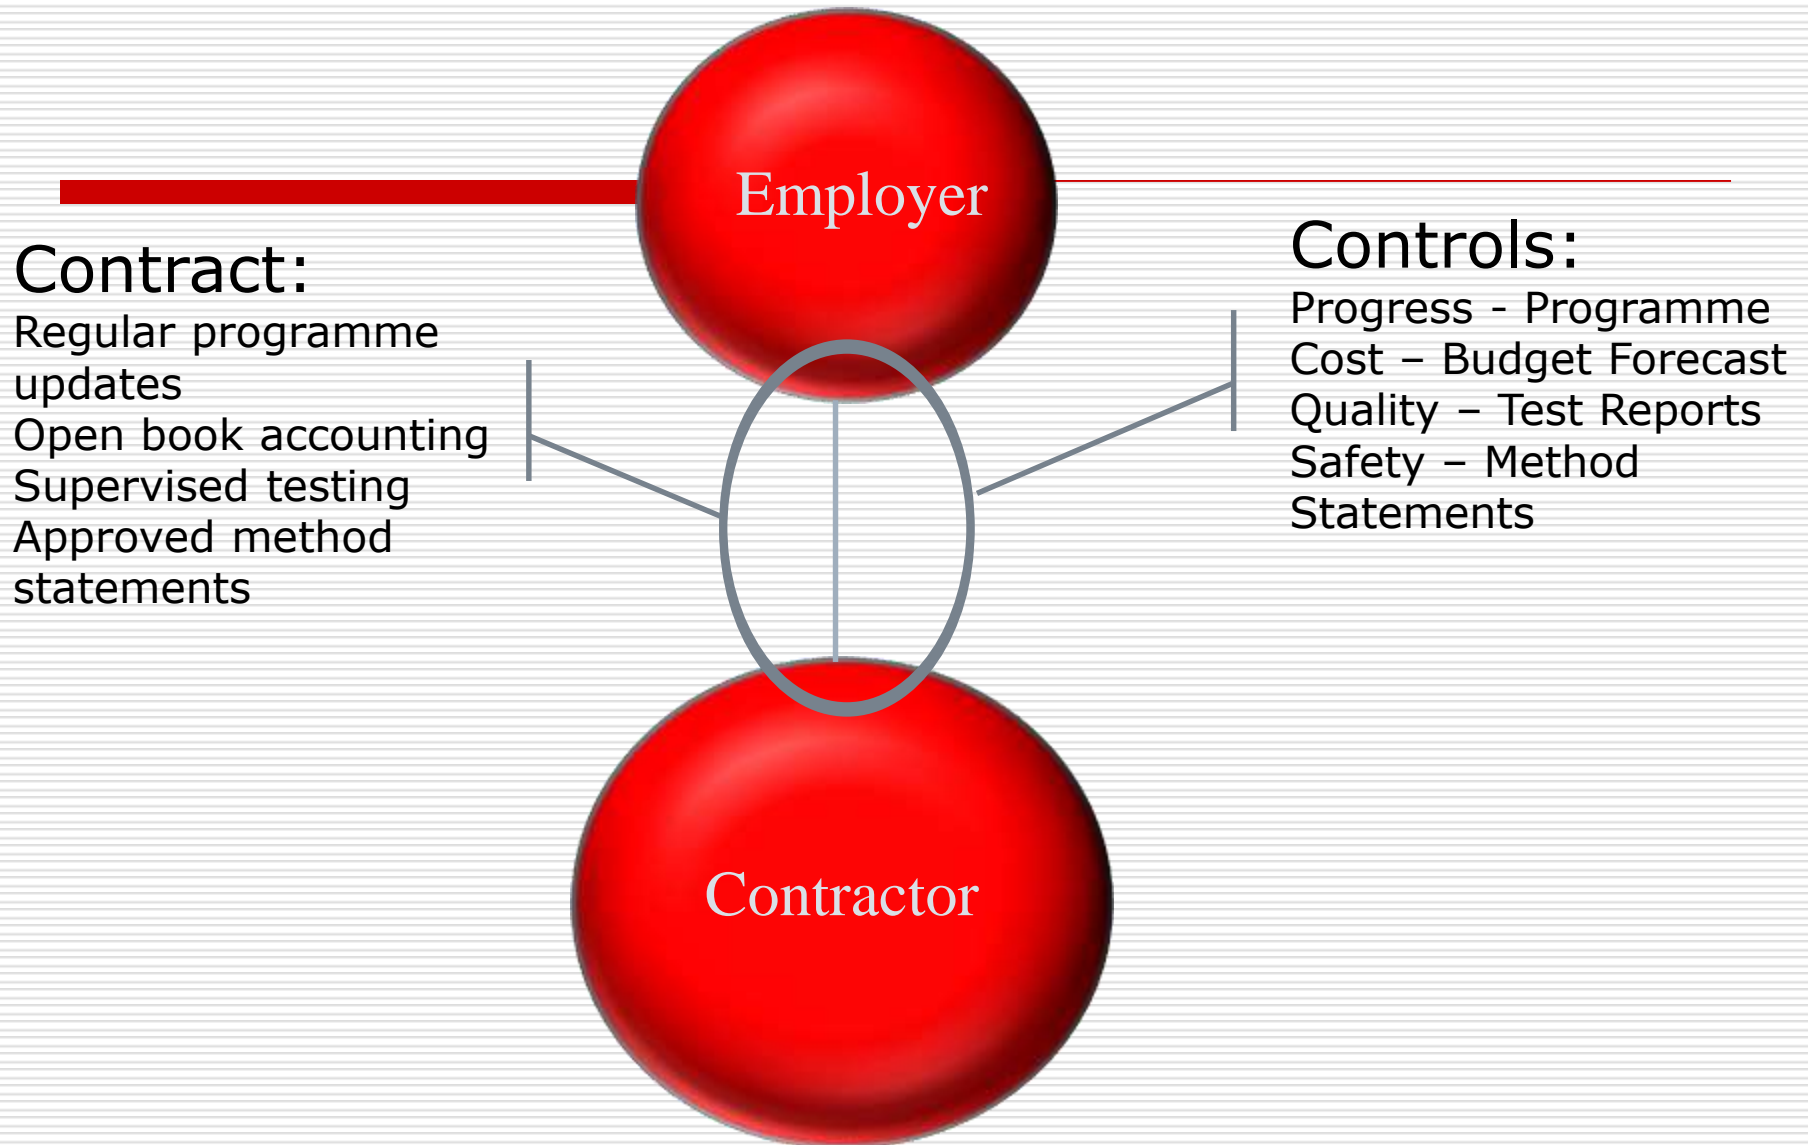 Employer
Contract:
Regular programme
updates
Open book accounting
Supervised testing
Approved method
statements
Controls:
Progress - Programme
Cost – Budget Forecast
Quality – Test Reports
Safety – Method
Statements
Contractor